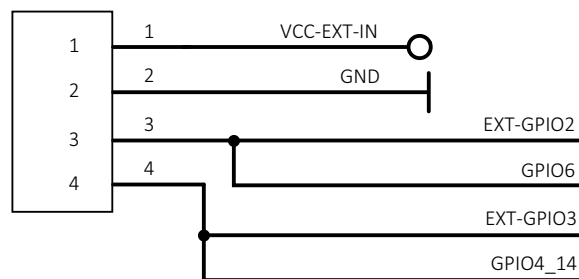 1 1 VCC-EXT-IN
2 2 GND
3 3 EXT-GPIO2
GPIO6
4 4
EXT-GPIO3
GPIO4_14